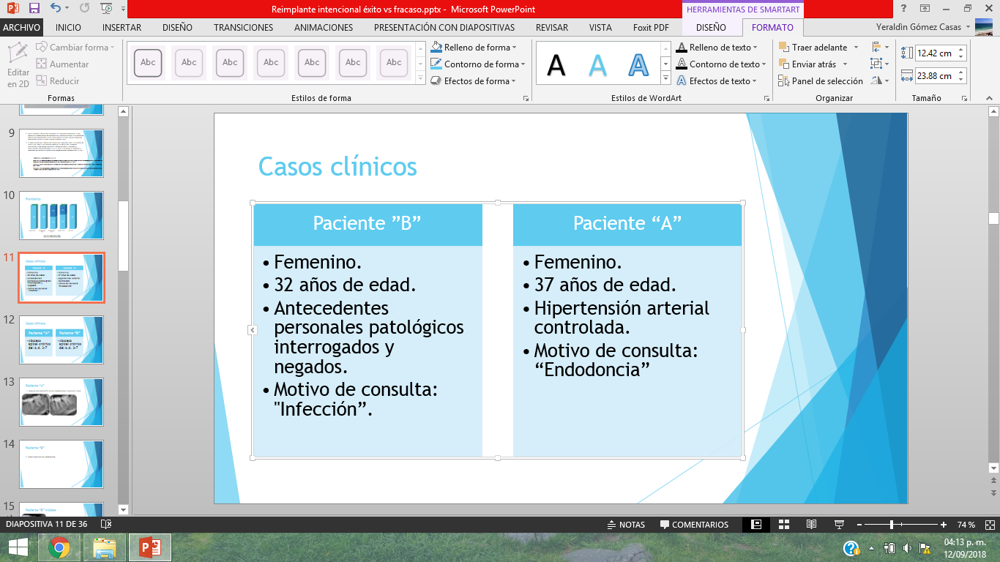 Reimplante intencional éxito vs fracaso.pptx - Microsoft PowerPoint
HERRAMIENTAS DE SMARTART
?
ARCHIVO INICIO INSERTAR DISEÑO TRANSICIONES ANIMACIONES PRESENTACIÓN CON DIAPOSITIVAS REVISAR VISTA Foxit PDF DISEÑO FORMATO Yeraldin Gómez Casas
Editar en 2D
Cambiar forma
Aumentar
Reducir
Formas
Abc Abc Abc Abc Abc Abc Abc
Relleno de forma
Contorno de forma
Efectos de forma
Estilos de forma
A A A
Relleno de texto
Contorno de texto
Efectos de texto
Estilos de WordArt
Traer adelante
Enviar atrás
Panel de selección
Organizar
12.42 cm
23.88 cm
Tamaño
9
10
Pronóstico
11
Casos clínicos
12
Casos clínicos
Paciente "A" Paciente "B"
13
Paciente "A"
14
Paciente "B"
15
Paciente "B" Iniciales
Casos clínicos
Paciente ”B”
• Femenino.
• 32 años de edad.
• Antecedentes
personales patológicos
interrogados y
negados.
• Motivo de consulta:
"Infección”.
Paciente “A”
• Femenino.
• 37 años de edad.
• Hipertensión arterial
controlada.
• Motivo de consulta:
“Endodoncia”
DIAPOSITIVA 11 DE 36
NOTAS COMENTARIOS 74 %
04:13 p. m.
12/09/2018